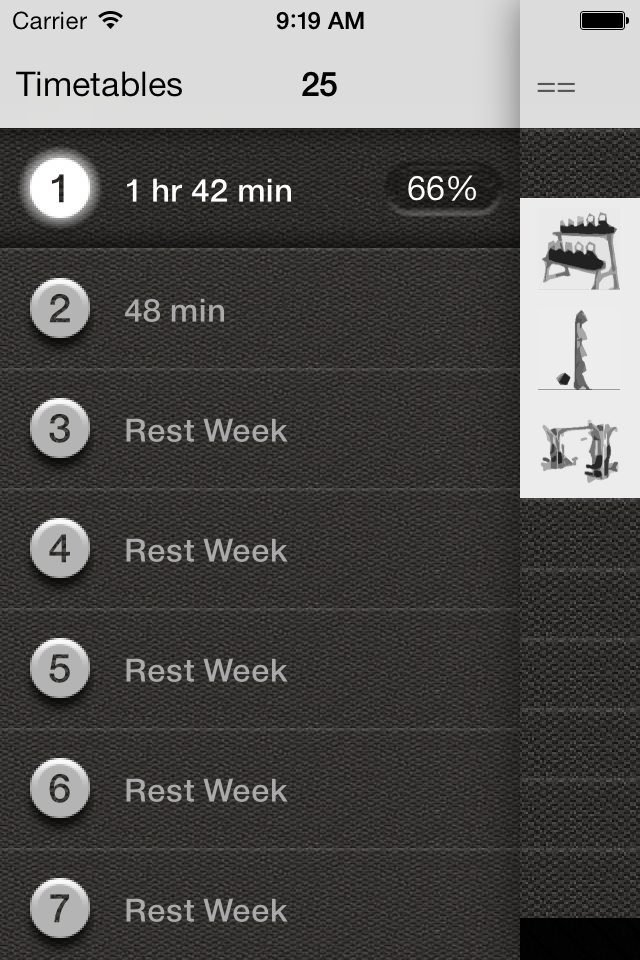 Carrier 9:19 AM
Timetables 25 ==
1 1 hr 42 min 66%
2 48 min
3 Rest Week
4 Rest Week
5 Rest Week
6 Rest Week
7 Rest Week